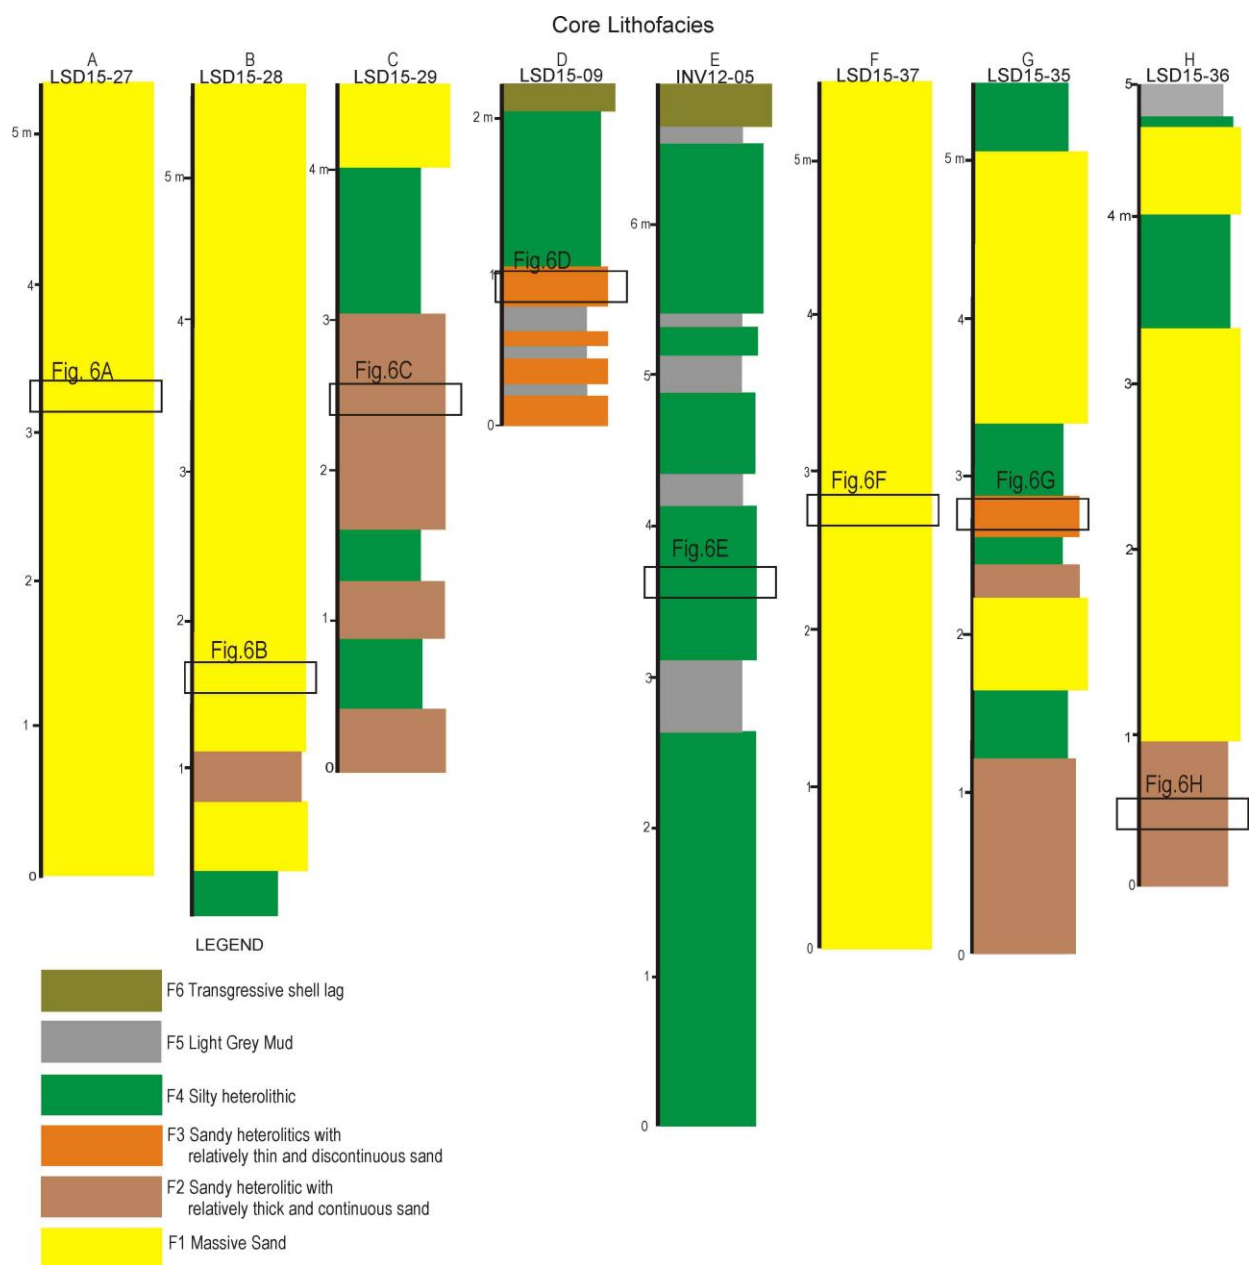 Core Lithofacies
A
LSD15-27
B
LSD15-28
C
LSD15-29
D
LSD15-09
E
INV12-05
F
LSD15-37
G
LSD15-35
H
LSD15-36
5 m
4
Fig. 6A
3
2
1
0
5 m
4
3
2
Fig.6B
1
4 m
3
Fig.6C
2
1
0
2 m
Fig.6D
1
0
6 m
5
4
Fig.6E
3
2
1
0
5m
4
3
Fig.6F
2
1
0
5 m
4
3
Fig.6G
2
1
0
5
4 m
3
2
1
Fig.6H
0
LEGEND
F6 Transgressive shell lag
F5 Light Grey Mud
F4 Silty heterolithic
F3 Sandy heterolitics with
relatively thin and discontinuous sand
F2 Sandy heterolitic with
relatively thick and continuous sand
F1 Massive Sand